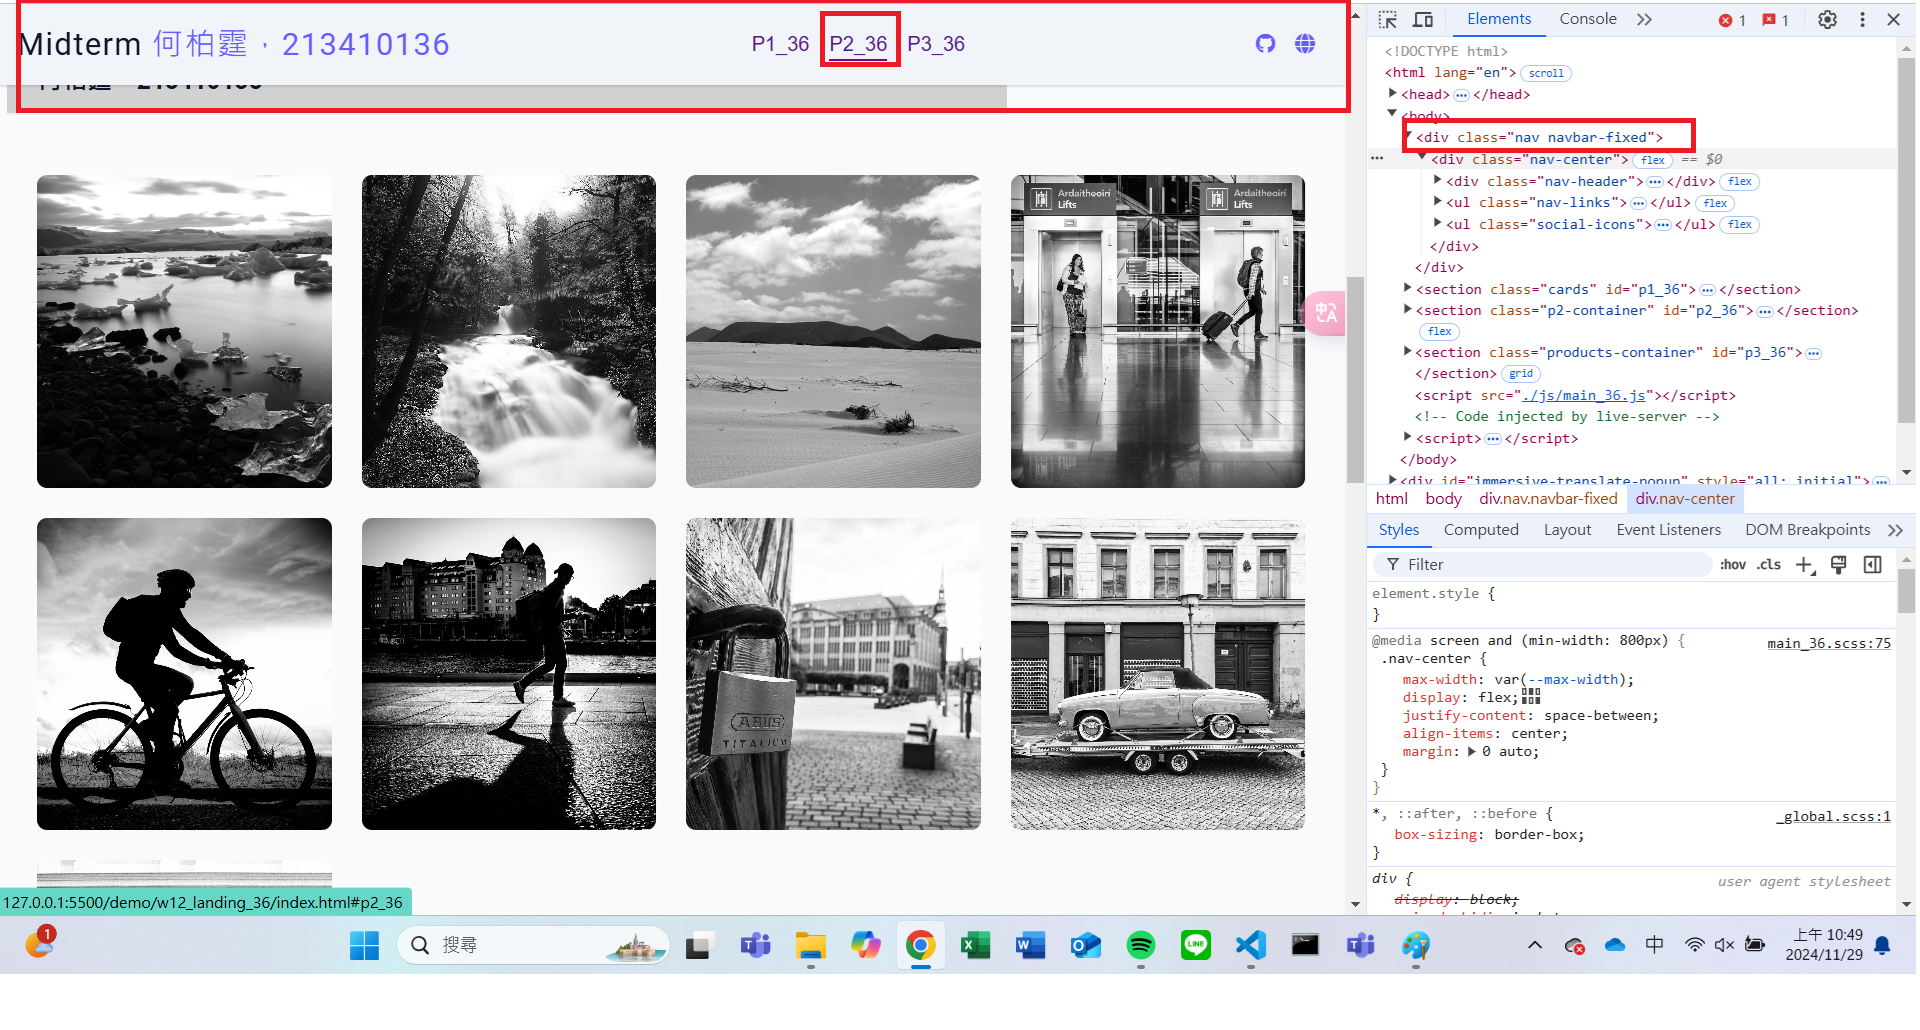 Midterm 何柏霆，213410136
P1_36 P2_36 P3_36
Ardaitheoirí
Lifts
Ardaitheoirí
Lifts
ABUS
TITALIUM
127.0.0.1:5500/demo/w12_landing_36/index.html#p2_36
Elements Console 1 1
<!DOCTYPE html>
<html lang="en"> scroll
<head> </head>
<body>
<div class="nav navbar-fixed">
<div class="nav-center"> flex == $0
<div class="nav-header"> </div> flex
<ul class="nav-links"> </ul> flex
<ul class="social-icons"> </ul> flex
</div>
</div>
<section class="cards" id="p1_36"> </section>
<section class="p2-container" id="p2_36"> </section>
flex
<section class="products-container" id="p3_36">
</section> grid
<script src="./js/main_36.js"></script>
<!-- Code injected by live-server -->
<script> </script>
</body>
<div id="immersive-translate-popup" style="all: initial">
html body div.nav.navbar-fixed div.nav-center
Styles Computed Layout Event Listeners DOM Breakpoints
Filter :hov .cls
element.style {
}
@media screen and (min-width: 800px) { main_36.scss:75
.nav-center {
max-width: var(--max-width);
display: flex;
justify-content: space-between;
align-items: center;
margin: 0 auto;
}
}
*, ::after, ::before { _global.scss:1
box-sizing: border-box;
}
div { user agent stylesheet
display: block;
1 搜尋 中 上午 10:49
2024/11/29